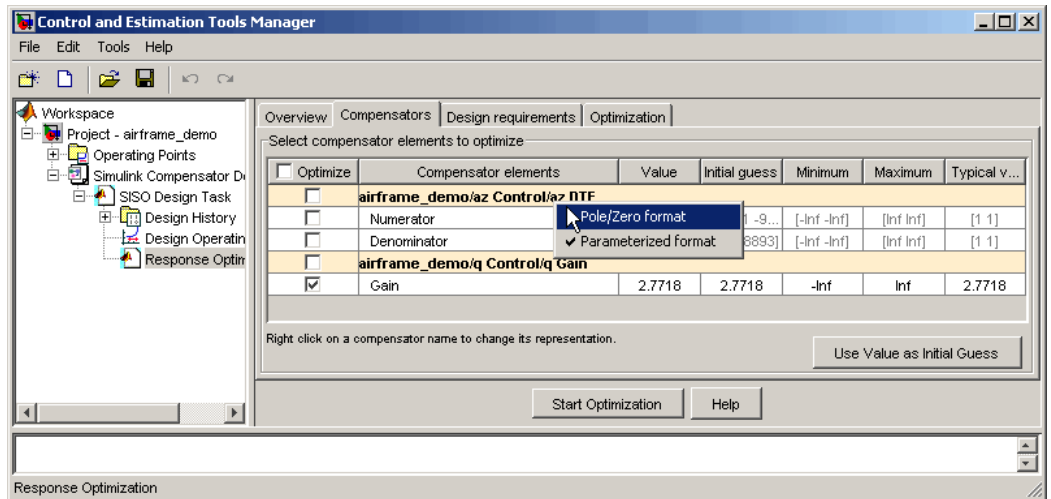 Control and Estimation Tools Manager
File Edit Tools Help
Workspace
Project - airframe_demo
Operating Points
Simulink Compensator D
SISO Design Task
Design History
Design Operatin
Response Optim
Overview Compensators Design requirements Optimization
Select compensator elements to optimize
Optimize Compensator elements Value Initial guess Minimum Maximum Typical v...
airframe_demo/az Control/az DTF
Numerator 1 -9... [-Inf -Inf] [Inf Inf] [1 1]
Pole/Zero format
Denominator 8893] [-Inf -Inf] [Inf Inf] [1 1]
Parameterized format
airframe_demo/q Control/q Gain
Gain 2.7718 2.7718 -Inf Inf 2.7718
Right click on a compensator name to change its representation.
Use Value as Initial Guess
Start Optimization Help
Response Optimization